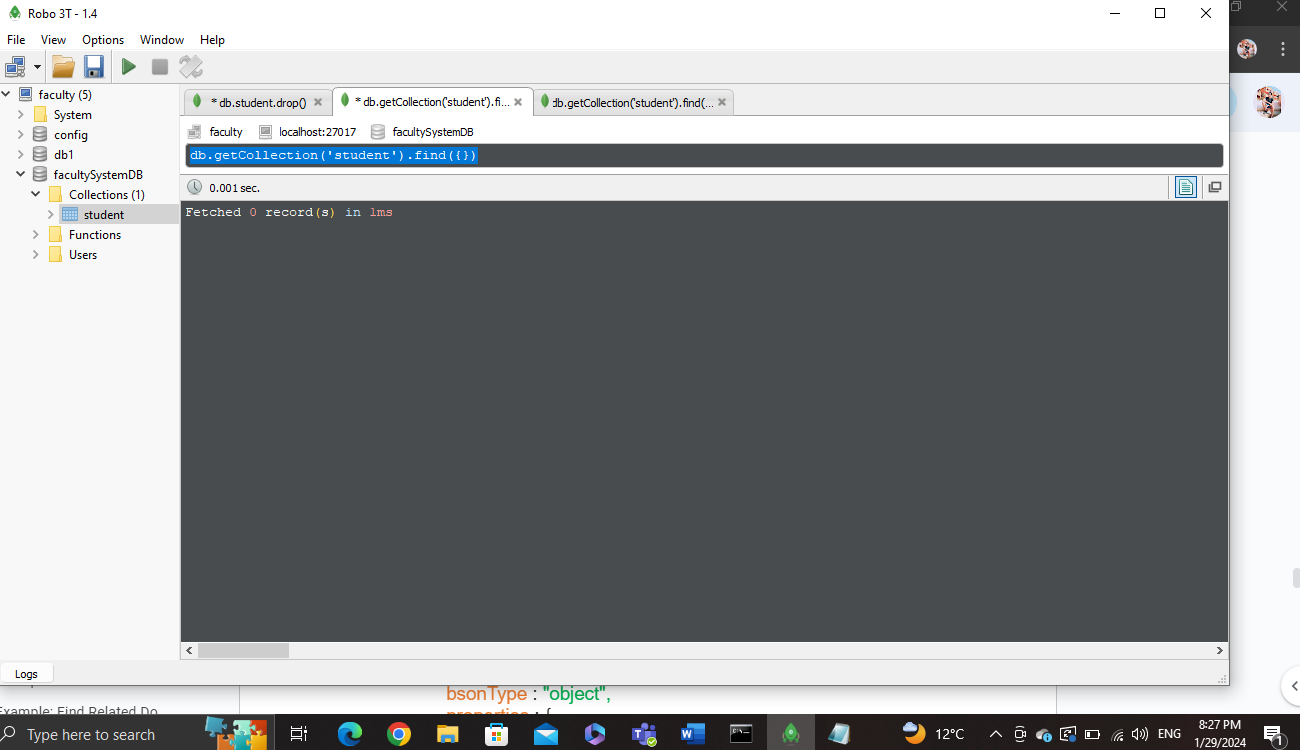 Robo 3T - 1.4
File View Options Window Help
faculty (5)
System
config
db1
facultySystemDB
Collections (1)
student
Functions
Users
* db.student.drop()
* db.getCollection('student').fi...
db.getCollection('student').find(...
faculty localhost:27017 facultySystemDB
db.getCollection('student').find({})
0.001 sec.
Fetched 0 record(s) in 1ms
Logs
bsonType : "object",
Example: Find Related Do
Type here to search
12°C
ENG
8:27 PM
1/29/2024
1